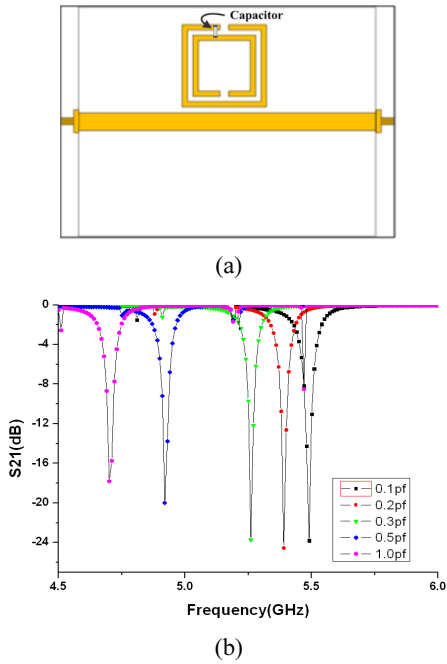 Capacitor
(a)
0
-4
-8
-12
-16
-20
-24
S21(dB)
0.1pf
0.2pf
0.3pf
0.5pf
1.0pf
4.5 5.0 5.5 6.0
Frequency(GHz)
(b)